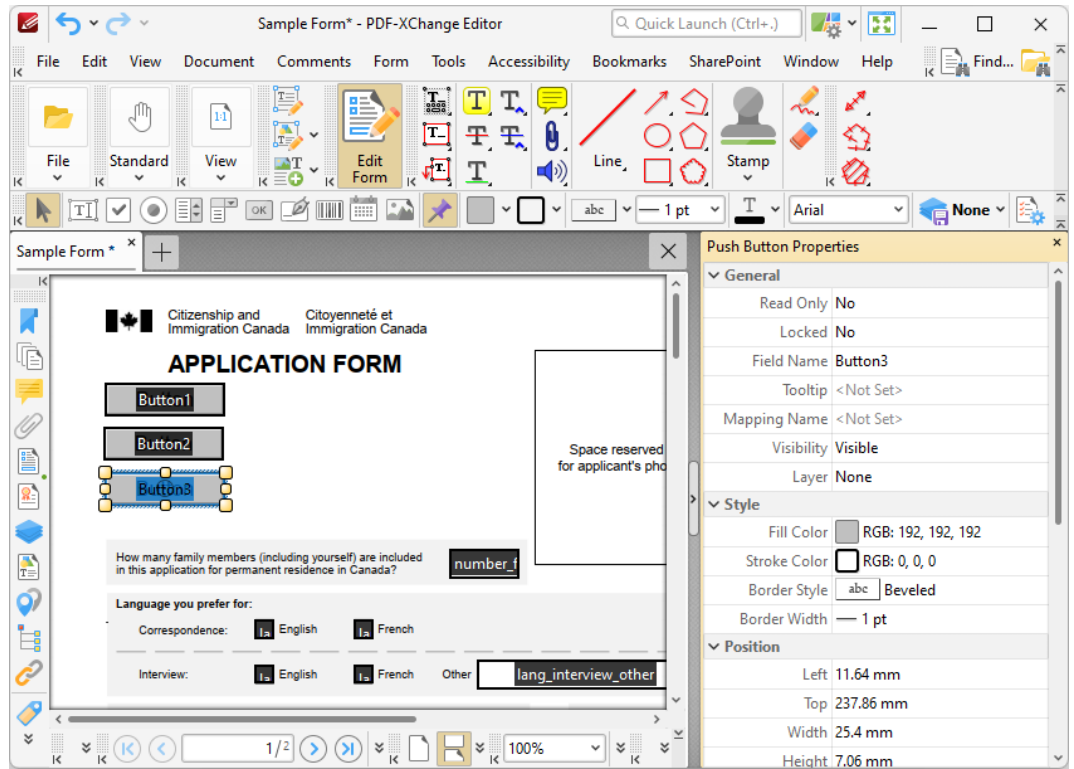 Sample Form* - PDF-XChange Editor
Quick Launch (Ctrl+.)
File Edit View Document Comments Form Tools Accessibility Bookmarks SharePoint Window Help
Find...
1:1
File
Standard
View
Edit Form
Line
Stamp
OK
abc
1 pt
T
Arial
None
Sample Form *
Push Button Properties
General
Read Only No
Locked No
Field Name Button3
Tooltip <Not Set>
Mapping Name <Not Set>
Visibility Visible
Layer None
Style
Fill Color RGB: 192, 192, 192
Stroke Color RGB: 0, 0, 0
Border Style abc Beveled
Border Width 1 pt
Position
Left 11.64 mm
Top 237.86 mm
Width 25.4 mm
Height 7.06 mm
Citizenship and Immigration Canada
Citoyenneté et Immigration Canada
APPLICATION FORM
Button1
Button2
Button3
Space reserved
for applicant's pho
How many family members (including yourself) are included
in this application for permanent residence in Canada?
number_f
Language you prefer for:
Correspondence: la English la French
Interview: la English la French Other lang_interview_other
1/2
100%